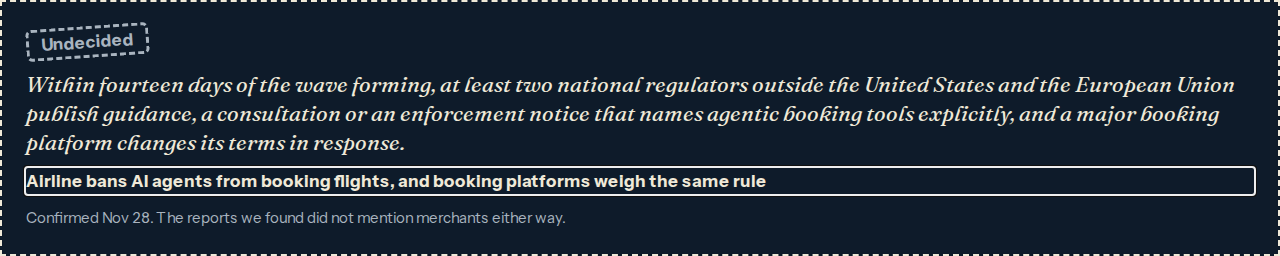 Undecided
Within fourteen days of the wave forming, at least two national regulators outside the United States and the European Union
publish guidance, a consultation or an enforcement notice that names agentic booking tools explicitly, and a major booking
platform changes its terms in response.
Airline bans AI agents from booking flights, and booking platforms weigh the same rule
Confirmed Nov 28. The reports we found did not mention merchants either way.